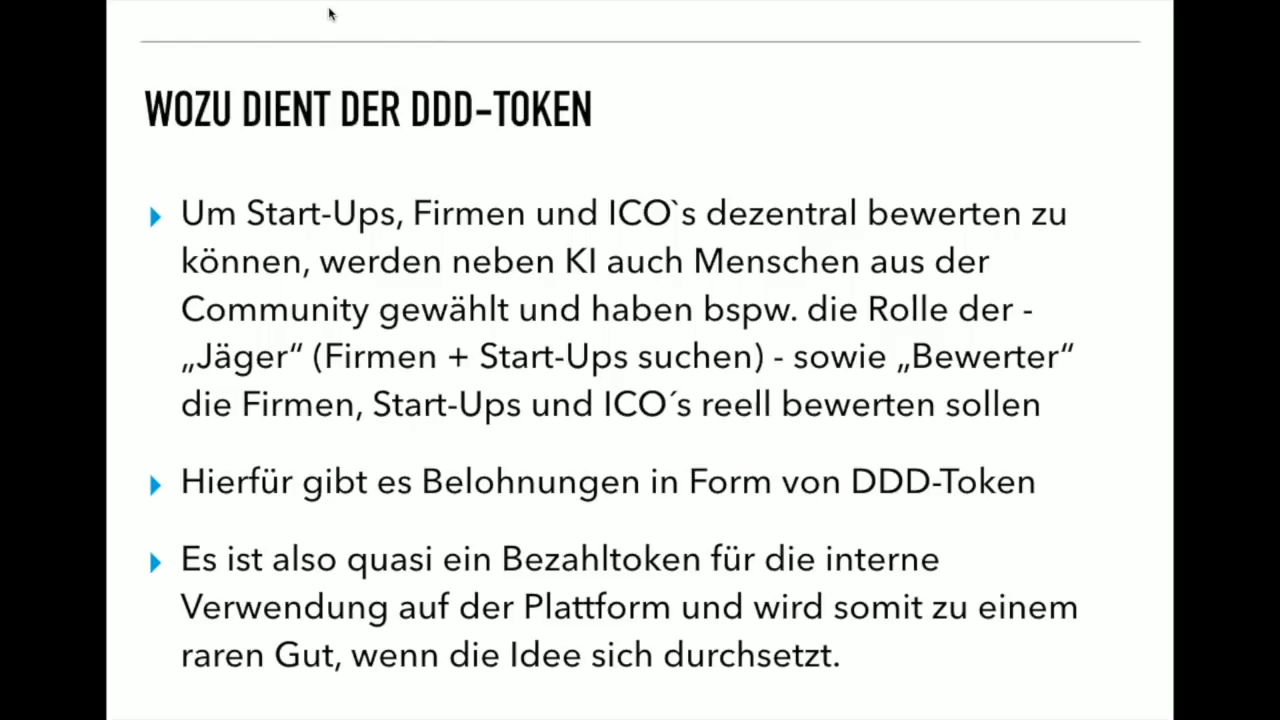 WOZU DIENT DER DDD-TOKEN
Um Start-Ups, Firmen und ICO`s dezentral bewerten zu
können, werden neben KI auch Menschen aus der
Community gewählt und haben bspw. die Rolle der -
„Jäger“ (Firmen + Start-Ups suchen) - sowie „Bewerter“
die Firmen, Start-Ups und ICO´s reell bewerten sollen
Hierfür gibt es Belohnungen in Form von DDD-Token
Es ist also quasi ein Bezahltoken für die interne
Verwendung auf der Plattform und wird somit zu einem
raren Gut, wenn die Idee sich durchsetzt.